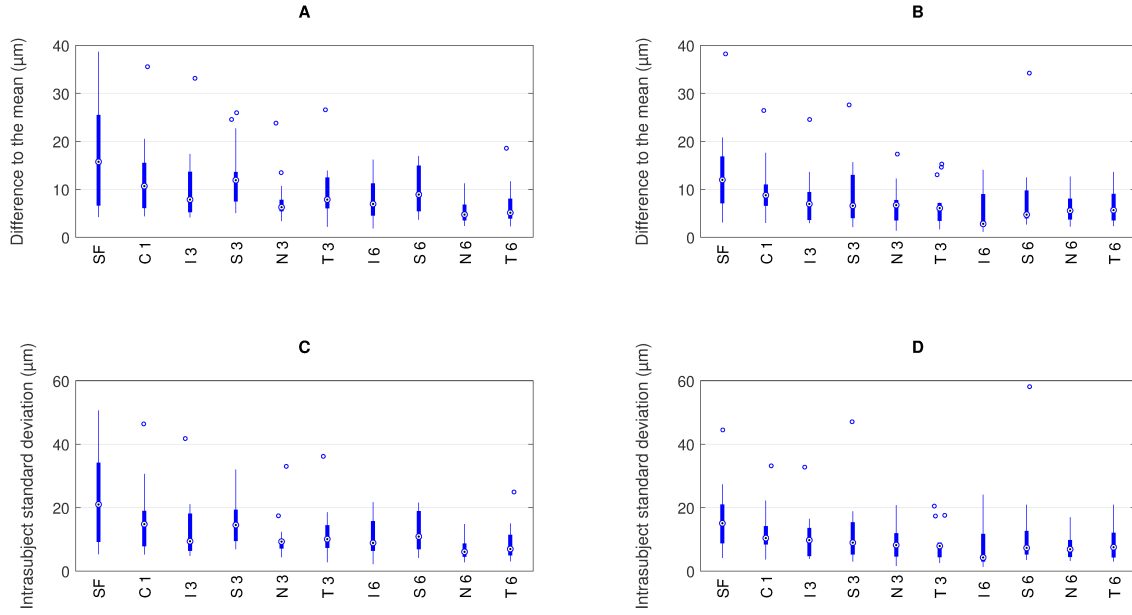 A
Difference to the mean (µm)
40
30
20
10
0
SF
C 1
I 3
S 3
N 3
T 3
I 6
S 6
N 6
T 6
B
Difference to the mean (µm)
40
30
20
10
0
SF
C 1
I 3
S 3
N 3
T 3
I 6
S 6
N 6
T 6
C
Intrasubject standard deviation (µm)
60
40
20
0
SF
C 1
I 3
S 3
N 3
T 3
I 6
S 6
N 6
T 6
D
Intrasubject standard deviation (µm)
60
40
20
0
SF
C 1
I 3
S 3
N 3
T 3
I 6
S 6
N 6
T 6